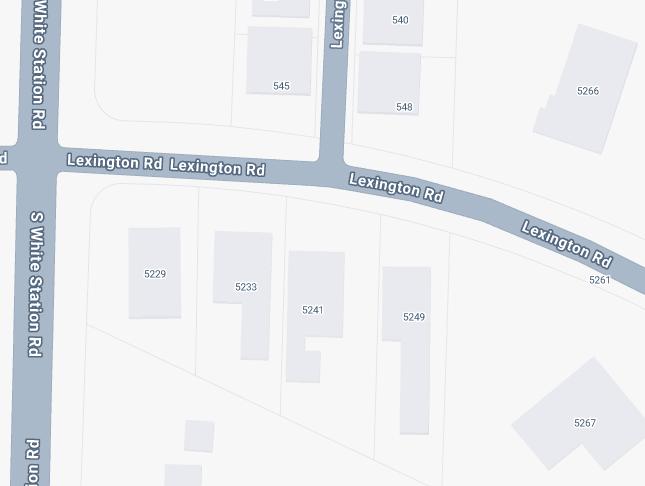 White Station Rd
Lexing
540
545
548
5266
d
Lexington Rd
Lexington Rd
Lexington Rd
Lexington Rd
5261
S White Station Rd
5229
5233
5241
5249
5267
ion Rd